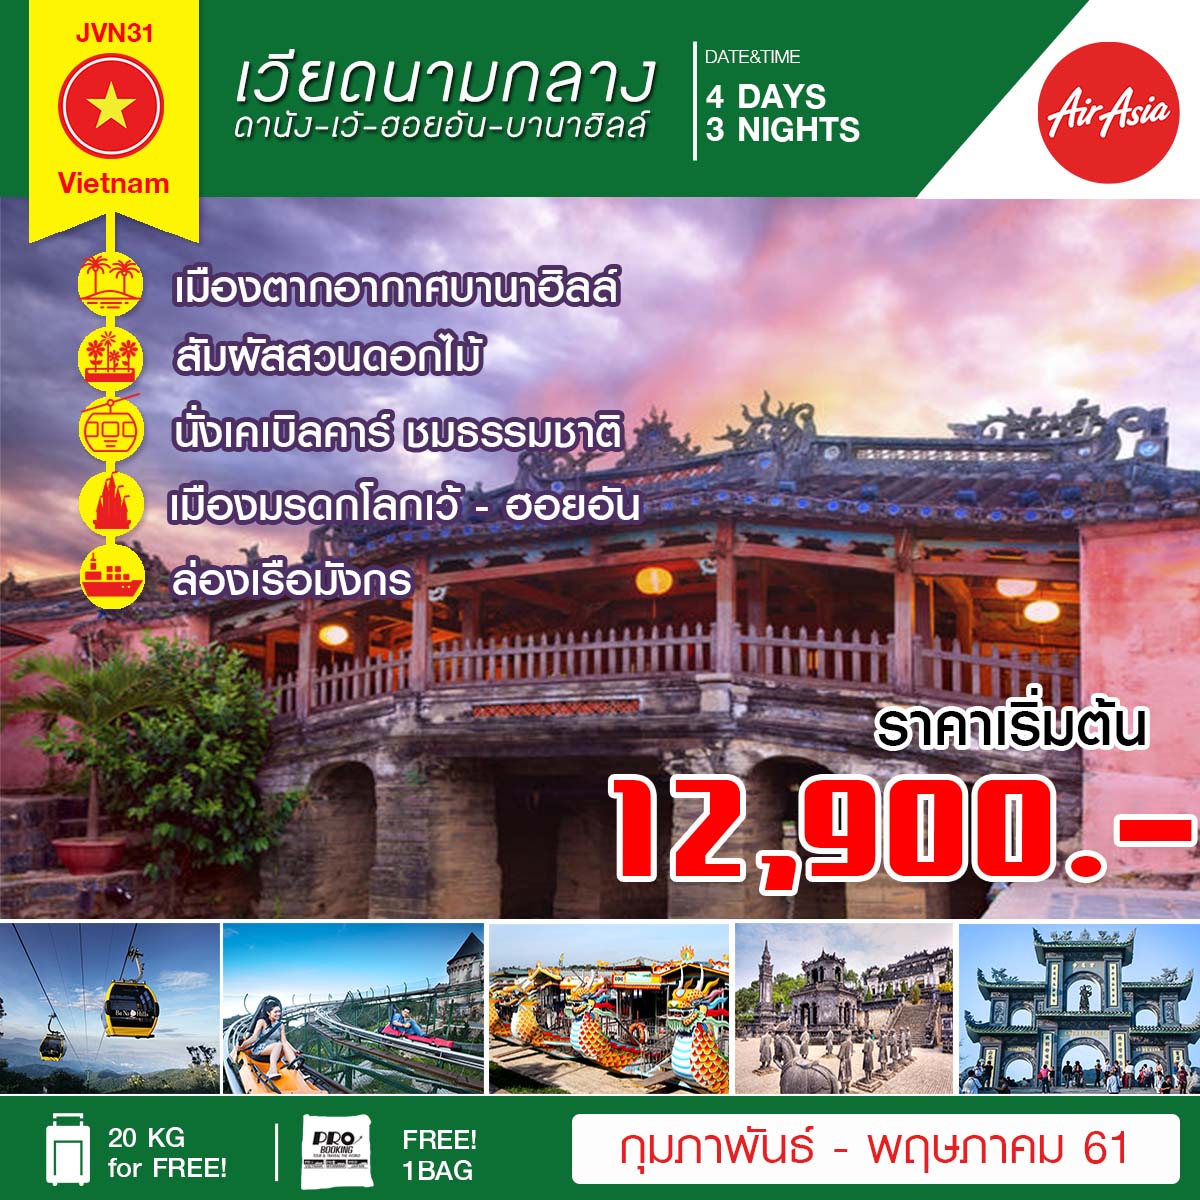 JVN31
Vietnam
เวียดนามกลาง
ดานัง-เว้-ฮอยอัน-บานาฮิลล์
DATE&TIME
4 DAYS
3 NIGHTS
AirAsia
เมืองตากอากาศบานาฮิลล์
สัมผัสสวนดอกไม้
นั่งเคเบิลคาร์ ชมธรรมชาติ
เมืองมรดกโลกเว้ - ฮอยอัน
ล่องเรือมังกร
ราคาเริ่มต้น
12,900.-
Ba Na Hills
20 KG
for FREE!
PRO
BOOKING
TOUR & TRAVEL THE WORLD
FREE!
1BAG
กุมภาพันธ์ - พฤษภาคม 61